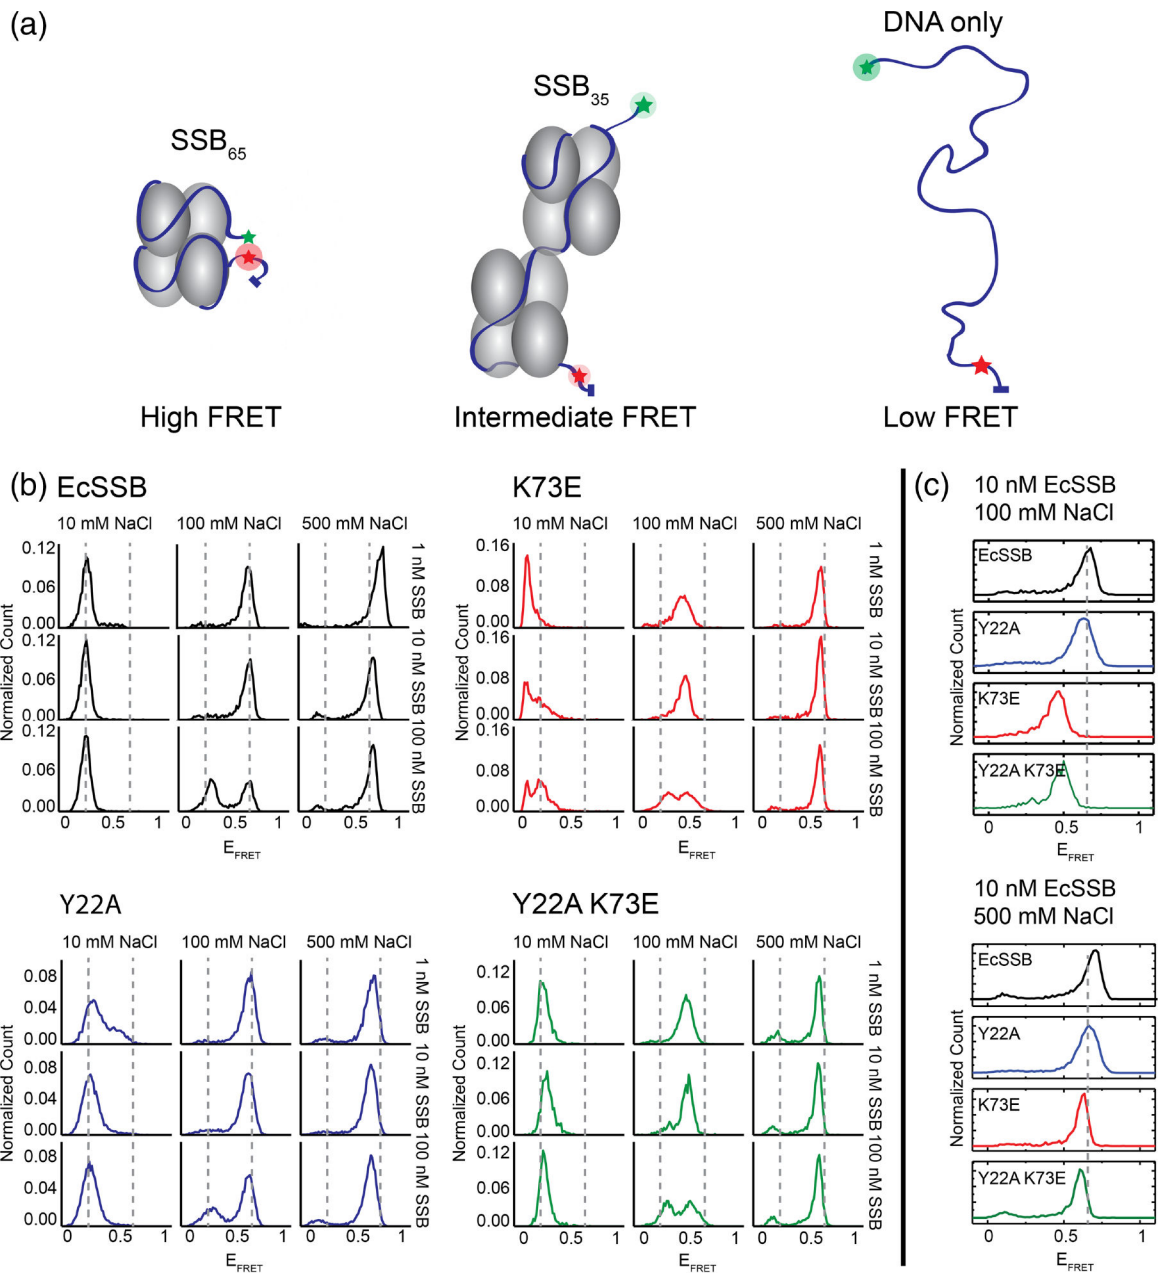 (a)
DNA only
SSB35
SSB65
High FRET
Intermediate FRET
Low FRET
(b) EcSSB
10 mM NaCl 100 mM NaCl 500 mM NaCl
0.12
0.06
0.00
0.12
0.06
0.00
0.12
0.06
0.00
Normalized Count
1 nM SSB
10 nM SSB
100 nM SSB
0 0.5 1 0 0.5 1 0 0.5 1
EFRET
K73E
10 mM NaCl 100 mM NaCl 500 mM NaCl
0.16
0.08
0.00
0.16
0.08
0.00
0.16
0.08
0.00
Normalized Count
1 nM SSB
10 nM SSB
100 nM SSB
0 0.5 1 0 0.5 1 0 0.5 1
EFRET
Y22A
10 mM NaCl 100 mM NaCl 500 mM NaCl
0.08
0.04
0.00
0.08
0.04
0.00
0.08
0.04
0.00
Normalized Count
1 nM SSB
10 nM SSB
100 nM SSB
0 0.5 1 0 0.5 1 0 0.5 1
EFRET
Y22A K73E
10 mM NaCl 100 mM NaCl 500 mM NaCl
0.12
0.06
0.00
0.12
0.06
0.00
0.12
0.06
0.00
Normalized Count
1 nM SSB
10 nM SSB
100 nM SSB
0 0.5 1 0 0.5 1 0 0.5 1
EFRET
(c)
10 nM EcSSB
100 mM NaCl
EcSSB
Y22A
K73E
Y22A K73E
Normalized Count
0 0.5 1
EFRET
10 nM EcSSB
500 mM NaCl
EcSSB
Y22A
K73E
Y22A K73E
Normalized Count
0 0.5 1
EFRET